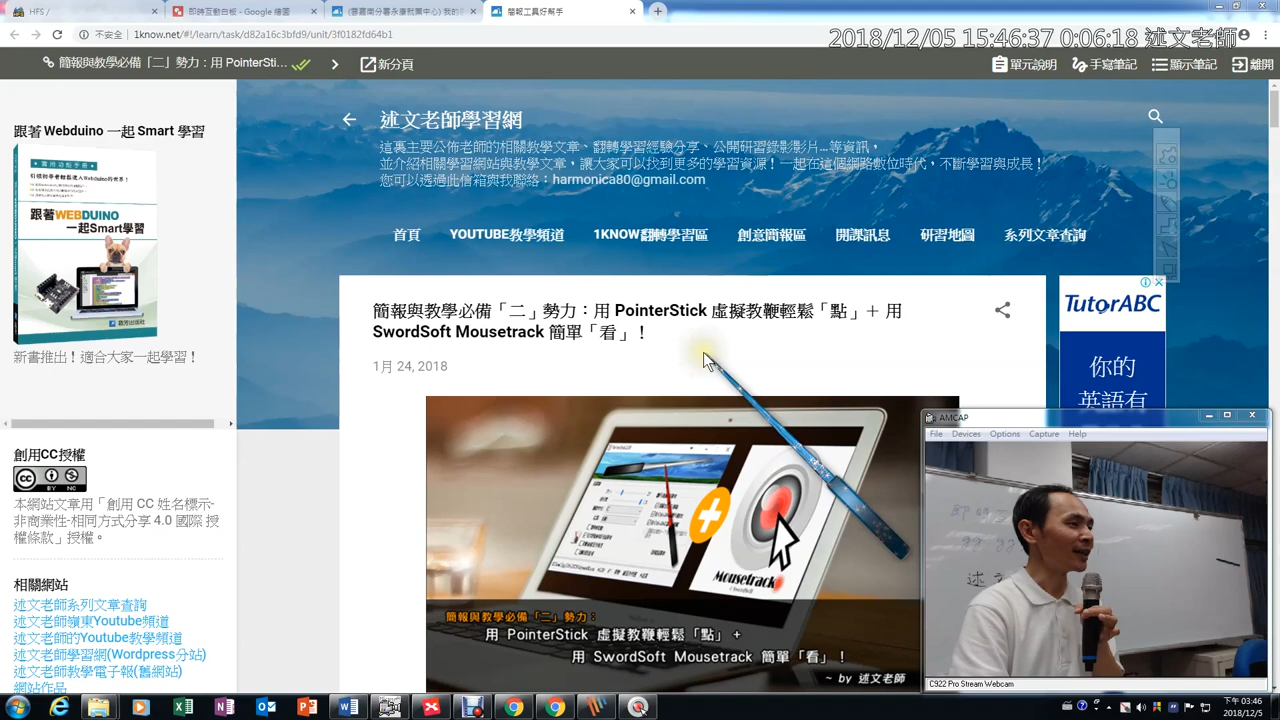 HFS /
即時互動白板 - Google 繪圖
(雲嘉南分署永康就業中心) 我的
簡報工具好幫手
不安全
1know.net/#!/learn/task/d82a16c3bfd9/unit/3f0182fd64b1
2018/12/05 15:46:37 0:06:18 述文老師
簡報與教學必備「二」勢力：用 PointerSti...
新分頁
單元說明
手寫筆記
顯示筆記
離開
跟著 Webduino 一起 Smart 學習
跟著WEBDUINO
一起Smart學習
新書推出！適合大家一起學習！
創用CC授權
cc
BY NC
本網站文章用「創用 CC 姓名標示-
非商業性-相同方式分享 4.0 國際 授
權條款」授權。
相關網站
述文老師系列文章查詢
述文老師嶺東Youtube頻道
述文老師的Youtube教學頻道
述文老師學習網(Wordpress分站)
述文老師教學電子報(舊網站)
網站作品
述文老師學習網
這裏主要公佈老師的相關教學文章、翻轉學習經驗分享、公開研習錄影影片...等資訊，
並介紹相關學習網站與教學文章，讓大家可以找到更多的學習資源！一起在這個網路數位時代，不斷學習與成長！
您可以透過此信箱與我聯絡：harmonica80@gmail.com
首頁
YOUTUBE教學頻道
1KNOW翻轉學習區
創意簡報區
開課訊息
研習地圖
系列文章查詢
簡報與教學必備「二」勢力：用 PointerStick 虛擬教鞭輕鬆「點」＋ 用
SwordSoft Mousetrack 簡單「看」！
1月 24, 2018
Mousetrack
簡報與教學必備「二」勢力：
用 PointerStick 虛擬教鞭輕鬆「點」+
用 SwordSoft Mousetrack 簡單「看」！
~ by 述文老師
TutorABC
你的
英語有
AMCAP
File Devices Options Capture Help
述文
C922 Pro Stream Webcam
下午 03:46
2018/12/5